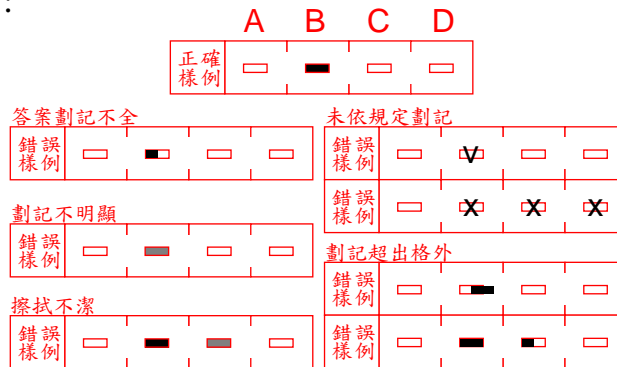 :
A B C D
正確
樣例
答案劃記不全
錯誤
樣例
劃記不明顯
錯誤
樣例
擦拭不潔
錯誤
樣例
未依規定劃記
錯誤
樣例
V
錯誤
樣例
X X X
劃記超出格外
錯誤
樣例
錯誤
樣例